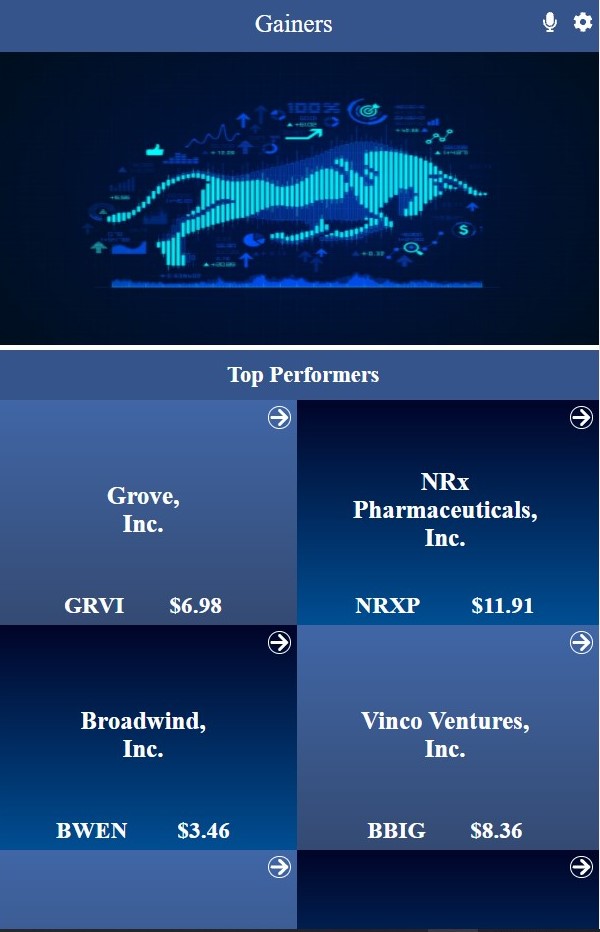 Gainers
100%
$
Top Performers
Grove,
Inc.
GRVI $6.98
NRx
Pharmaceuticals,
Inc.
NRXP $11.91
Broadwind,
Inc.
BWEN $3.46
Vinco Ventures,
Inc.
BBIG $8.36